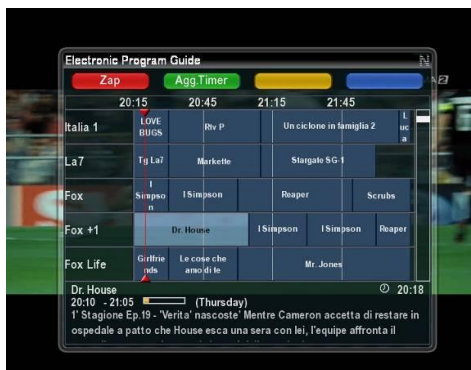 Electronic Program Guide
Zap Agg.Timer
20:15 20:45 21:15 21:45
Italia 1 LOVE BUGS Riv P Un ciclone in famiglia 2 L uc a
La7 Tg La7 Markette Stargate SG-1
Fox I Simpso n I Simpson Reaper Scrubs
Fox +1 Dr. House I Simpson I Simpson Reaper
Fox Life Girlfrie nds Le cose che amo di te Mr. Jones
Dr. House 20:18
20:10 - 21:05 (Thursday)
1' Stagione Ep.19 - 'Verita' nascoste' Mentre Cameron accetta di restare in
ospedale a patto che House esca una sera con lei, l'equipe affronta il